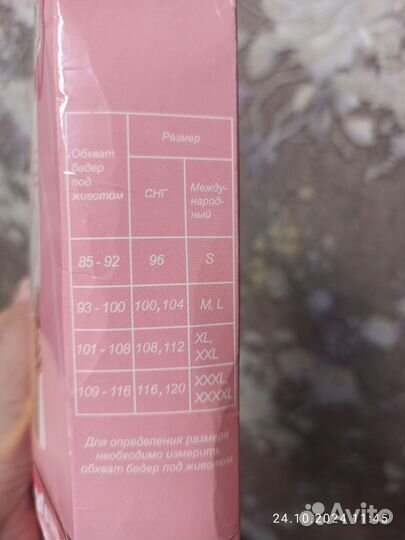 Обхват
бедер
под
животом
Размер
СНГ
Между-
народ-
ный
85 - 92 96 S
93 - 100 100,104 M, L
101 - 108 108,112 XL,
XXL
109 - 116 116,120 XXXL,
XXXXL
Для определения размера
необходимо измерить
обхват бедер под животом
24.10.2024 11:45
Avito